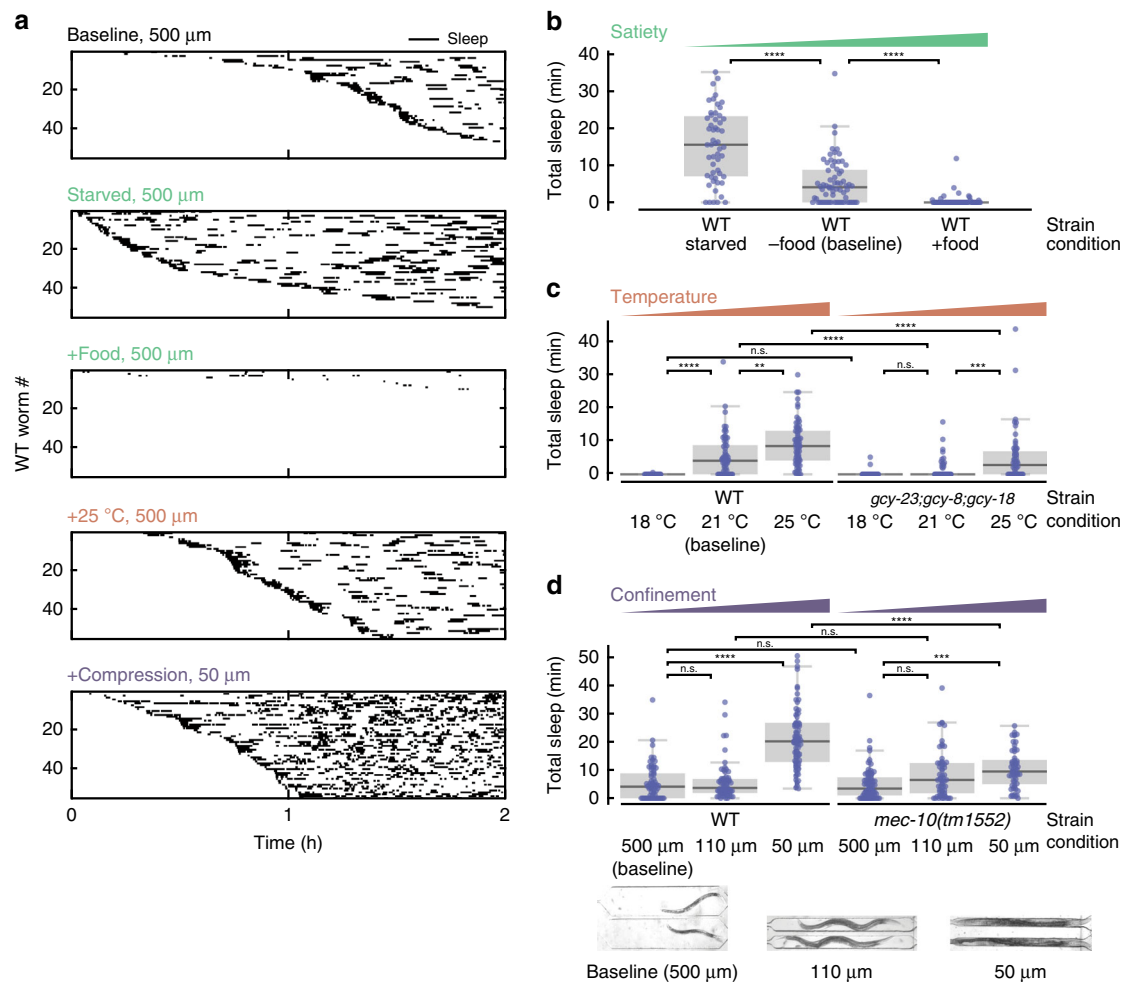 a
Baseline, 500 µm
Sleep
20
40
Starved, 500 µm
20
40
+Food, 500 µm
20
40
+25 °C, 500 µm
20
40
+Compression, 50 µm
20
40
0 1 2
Time (h)
WT worm #
b
Satiety
**** ****
40
30
20
10
0
Total sleep (min)
WT WT WT Strain
starved –food (baseline) +food condition
c
Temperature
****
****
n.s.
**** ** n.s. ***
40
30
20
10
0
Total sleep (min)
WT gcy-23;gcy-8;gcy-18 Strain
18 °C 21 °C 25 °C 18 °C 21 °C 25 °C condition
(baseline)
d
Confinement
****
n.s.
n.s.
**** ***
n.s. n.s.
50
40
30
20
10
0
Total sleep (min)
WT mec-10(tm1552) Strain
500 µm 110 µm 50 µm 500 µm 110 µm 50 µm condition
(baseline)
Baseline (500 µm) 110 µm 50 µm